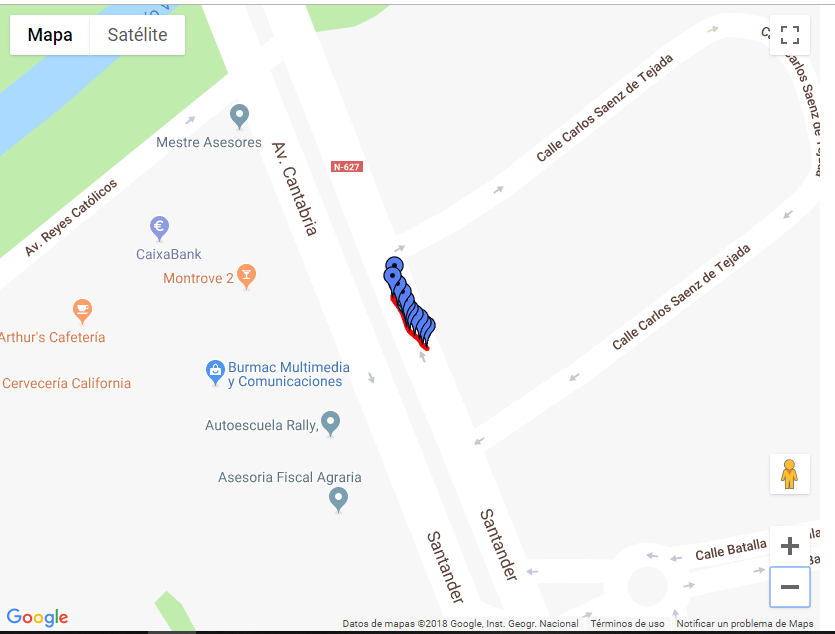 Mapa
Satélite
Calle Carlos Saenz de Tejada
Mestre Asesores
Av. Cantabria
N-627
Av. Reyes Católicos
CaixaBank
Montrove 2
Calle Carlos Saenz de Tejada
Arthur's Cafetería
Cervecería California
Burmac Multimedia
y Comunicaciones
Autoescuela Rally,
Asesoria Fiscal Agraria
Santander
Santander
Calle Batalla
Google
Datos de mapas ©2018 Google, Inst. Geogr. Nacional
Términos de uso
Notificar un problema de Maps